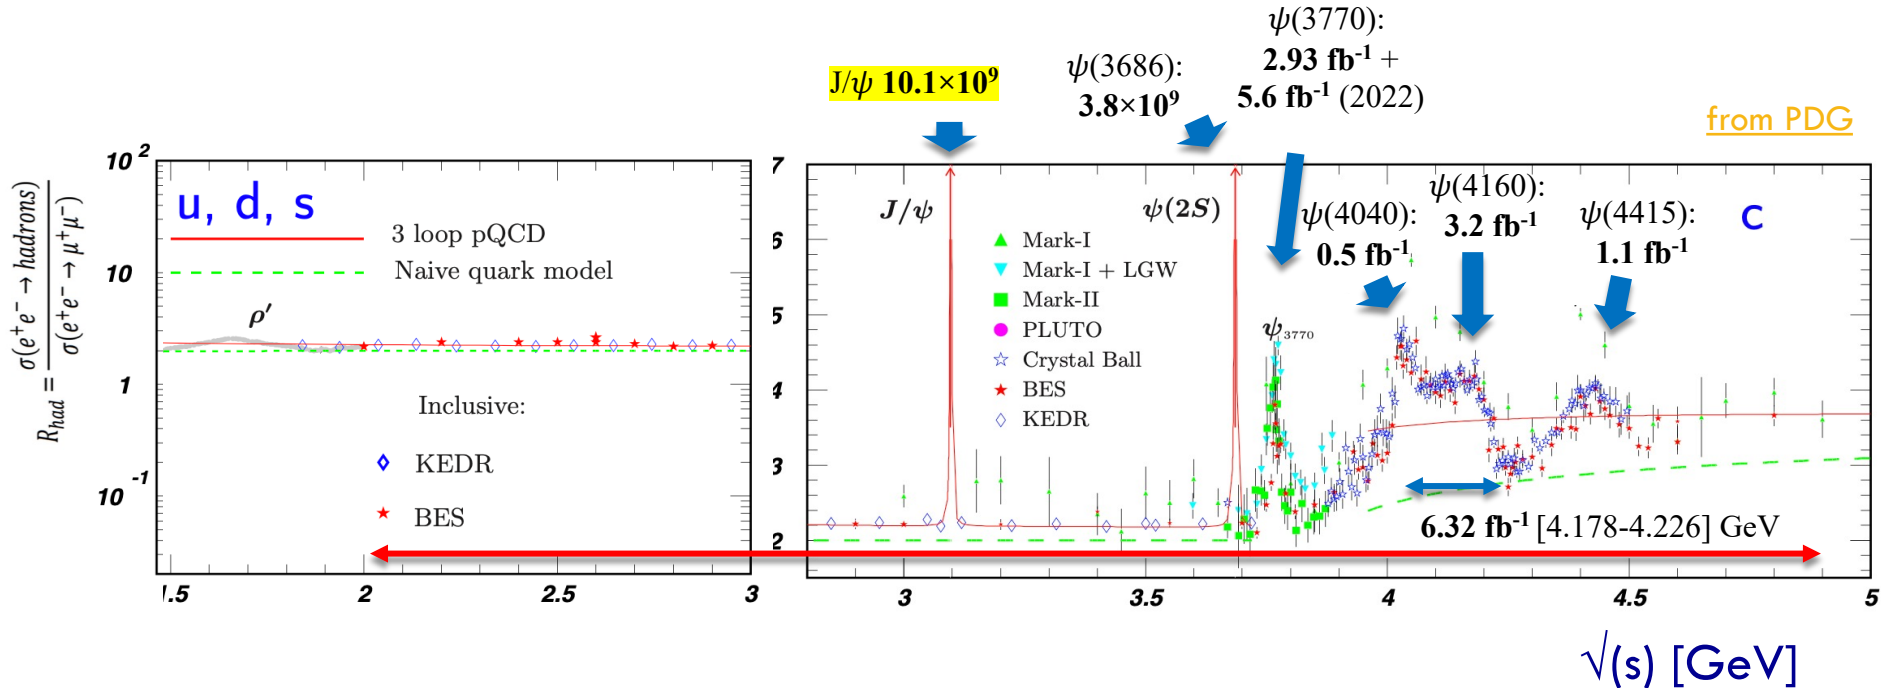 ψ(3770):
2.93 fb⁻¹ +
5.6 fb⁻¹ (2022)
ψ(3686):
3.8×10⁹
J/ψ 10.1×10⁹
from PDG
R_had = σ(e⁺e⁻ → hadrons) / σ(e⁺e⁻ → μ⁺μ⁻)
10²
10
1
10⁻¹
u, d, s
3 loop pQCD
Naive quark model
ρ′
Inclusive:
KEDR
BES
.5
2
2.5
3
7
6
5
4
3
2
J/ψ
ψ(2S)
Mark-I
Mark-I + LGW
Mark-II
PLUTO
Crystal Ball
BES
KEDR
ψ₃₇₇₀
ψ(4040):
0.5 fb⁻¹
ψ(4160):
3.2 fb⁻¹
ψ(4415):
1.1 fb⁻¹
c
6.32 fb⁻¹ [4.178-4.226] GeV
3
3.5
4
4.5
5
√(s) [GeV]